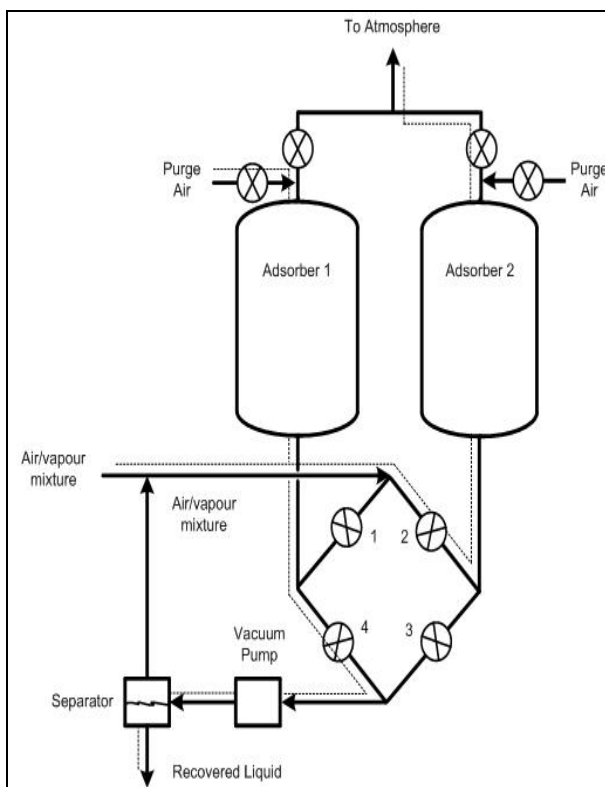 To Atmosphere
Purge
Air
Purge
Air
Adsorber 1
Adsorber 2
Air/vapour
mixture
Air/vapour
mixture
1
2
4
3
Vacuum
Pump
Separator
Recovered Liquid